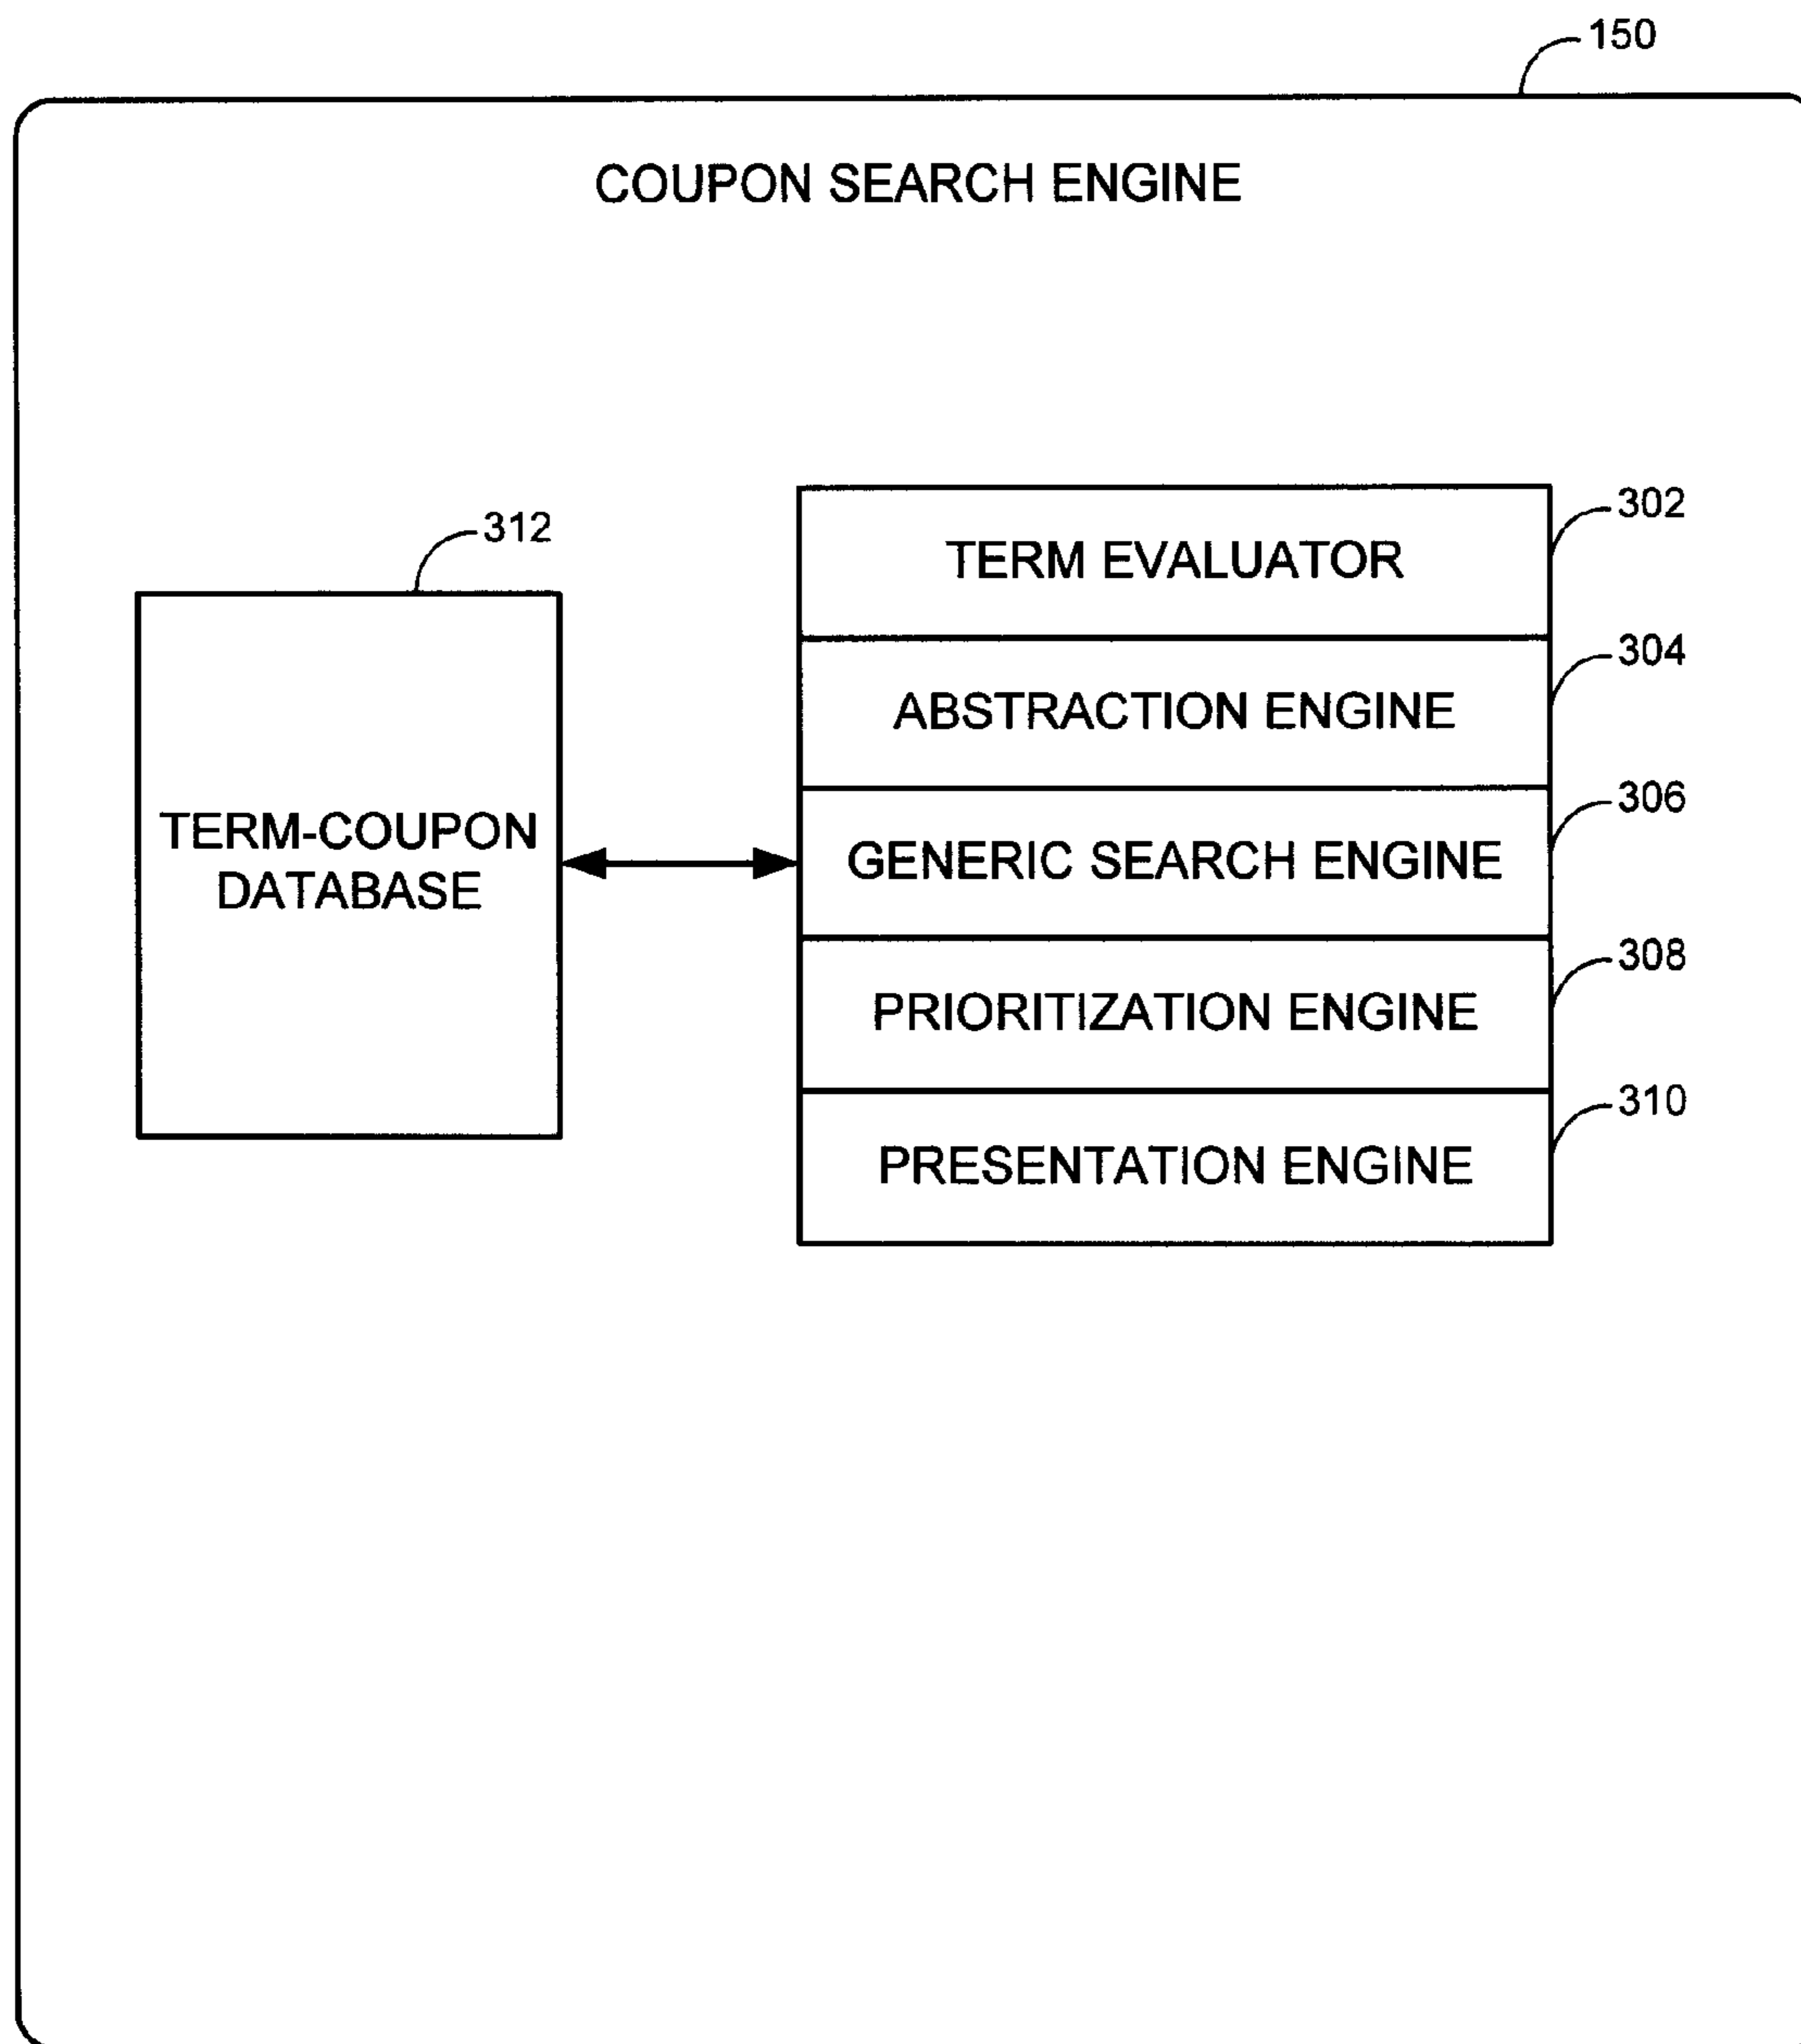 150
COUPON SEARCH ENGINE
312
TERM-COUPON
DATABASE
302
TERM EVALUATOR
304
ABSTRACTION ENGINE
306
GENERIC SEARCH ENGINE
308
PRIORITIZATION ENGINE
310
PRESENTATION ENGINE